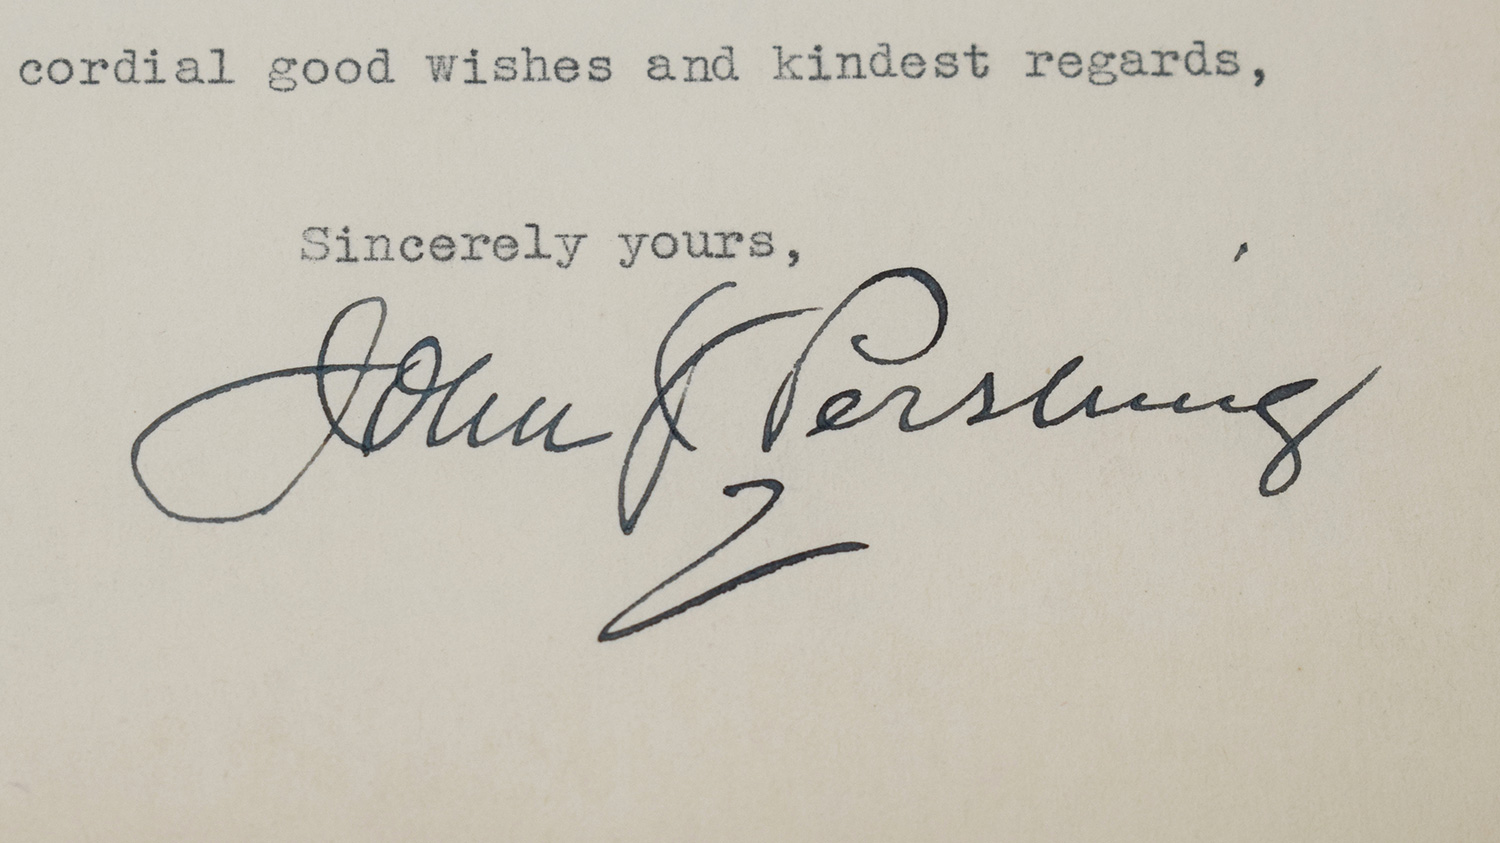 cordial good wishes and kindest regards,
Sincerely yours,
John J Pershing